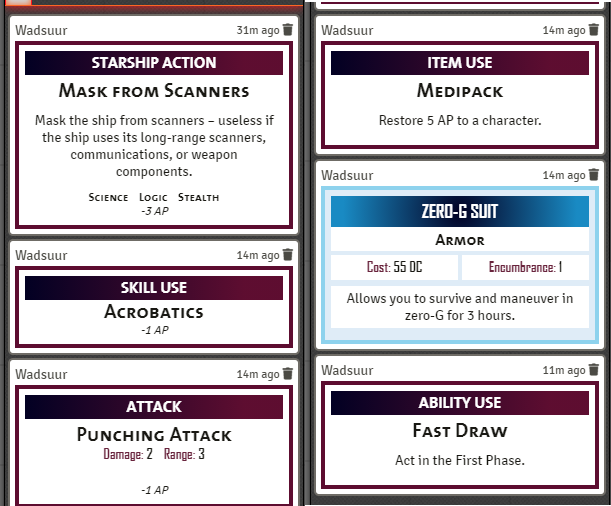 Wadsuur 31m ago
STARSHIP ACTION
Mask from Scanners
Mask the ship from scanners – useless if
the ship uses its long-range scanners,
communications, or weapon
components.
Science Logic Stealth
-3 AP
Wadsuur 14m ago
SKILL USE
Acrobatics
-1 AP
Wadsuur 14m ago
ATTACK
Punching Attack
Damage: 2 Range: 3
-1 AP
Wadsuur 14m ago
ITEM USE
Medipack
Restore 5 AP to a character.
Wadsuur 14m ago
ZERO-G SUIT
Armor
Cost: 55 DC Encumbrance: 1
Allows you to survive and maneuver in
zero-G for 3 hours.
Wadsuur 11m ago
ABILITY USE
Fast Draw
Act in the First Phase.